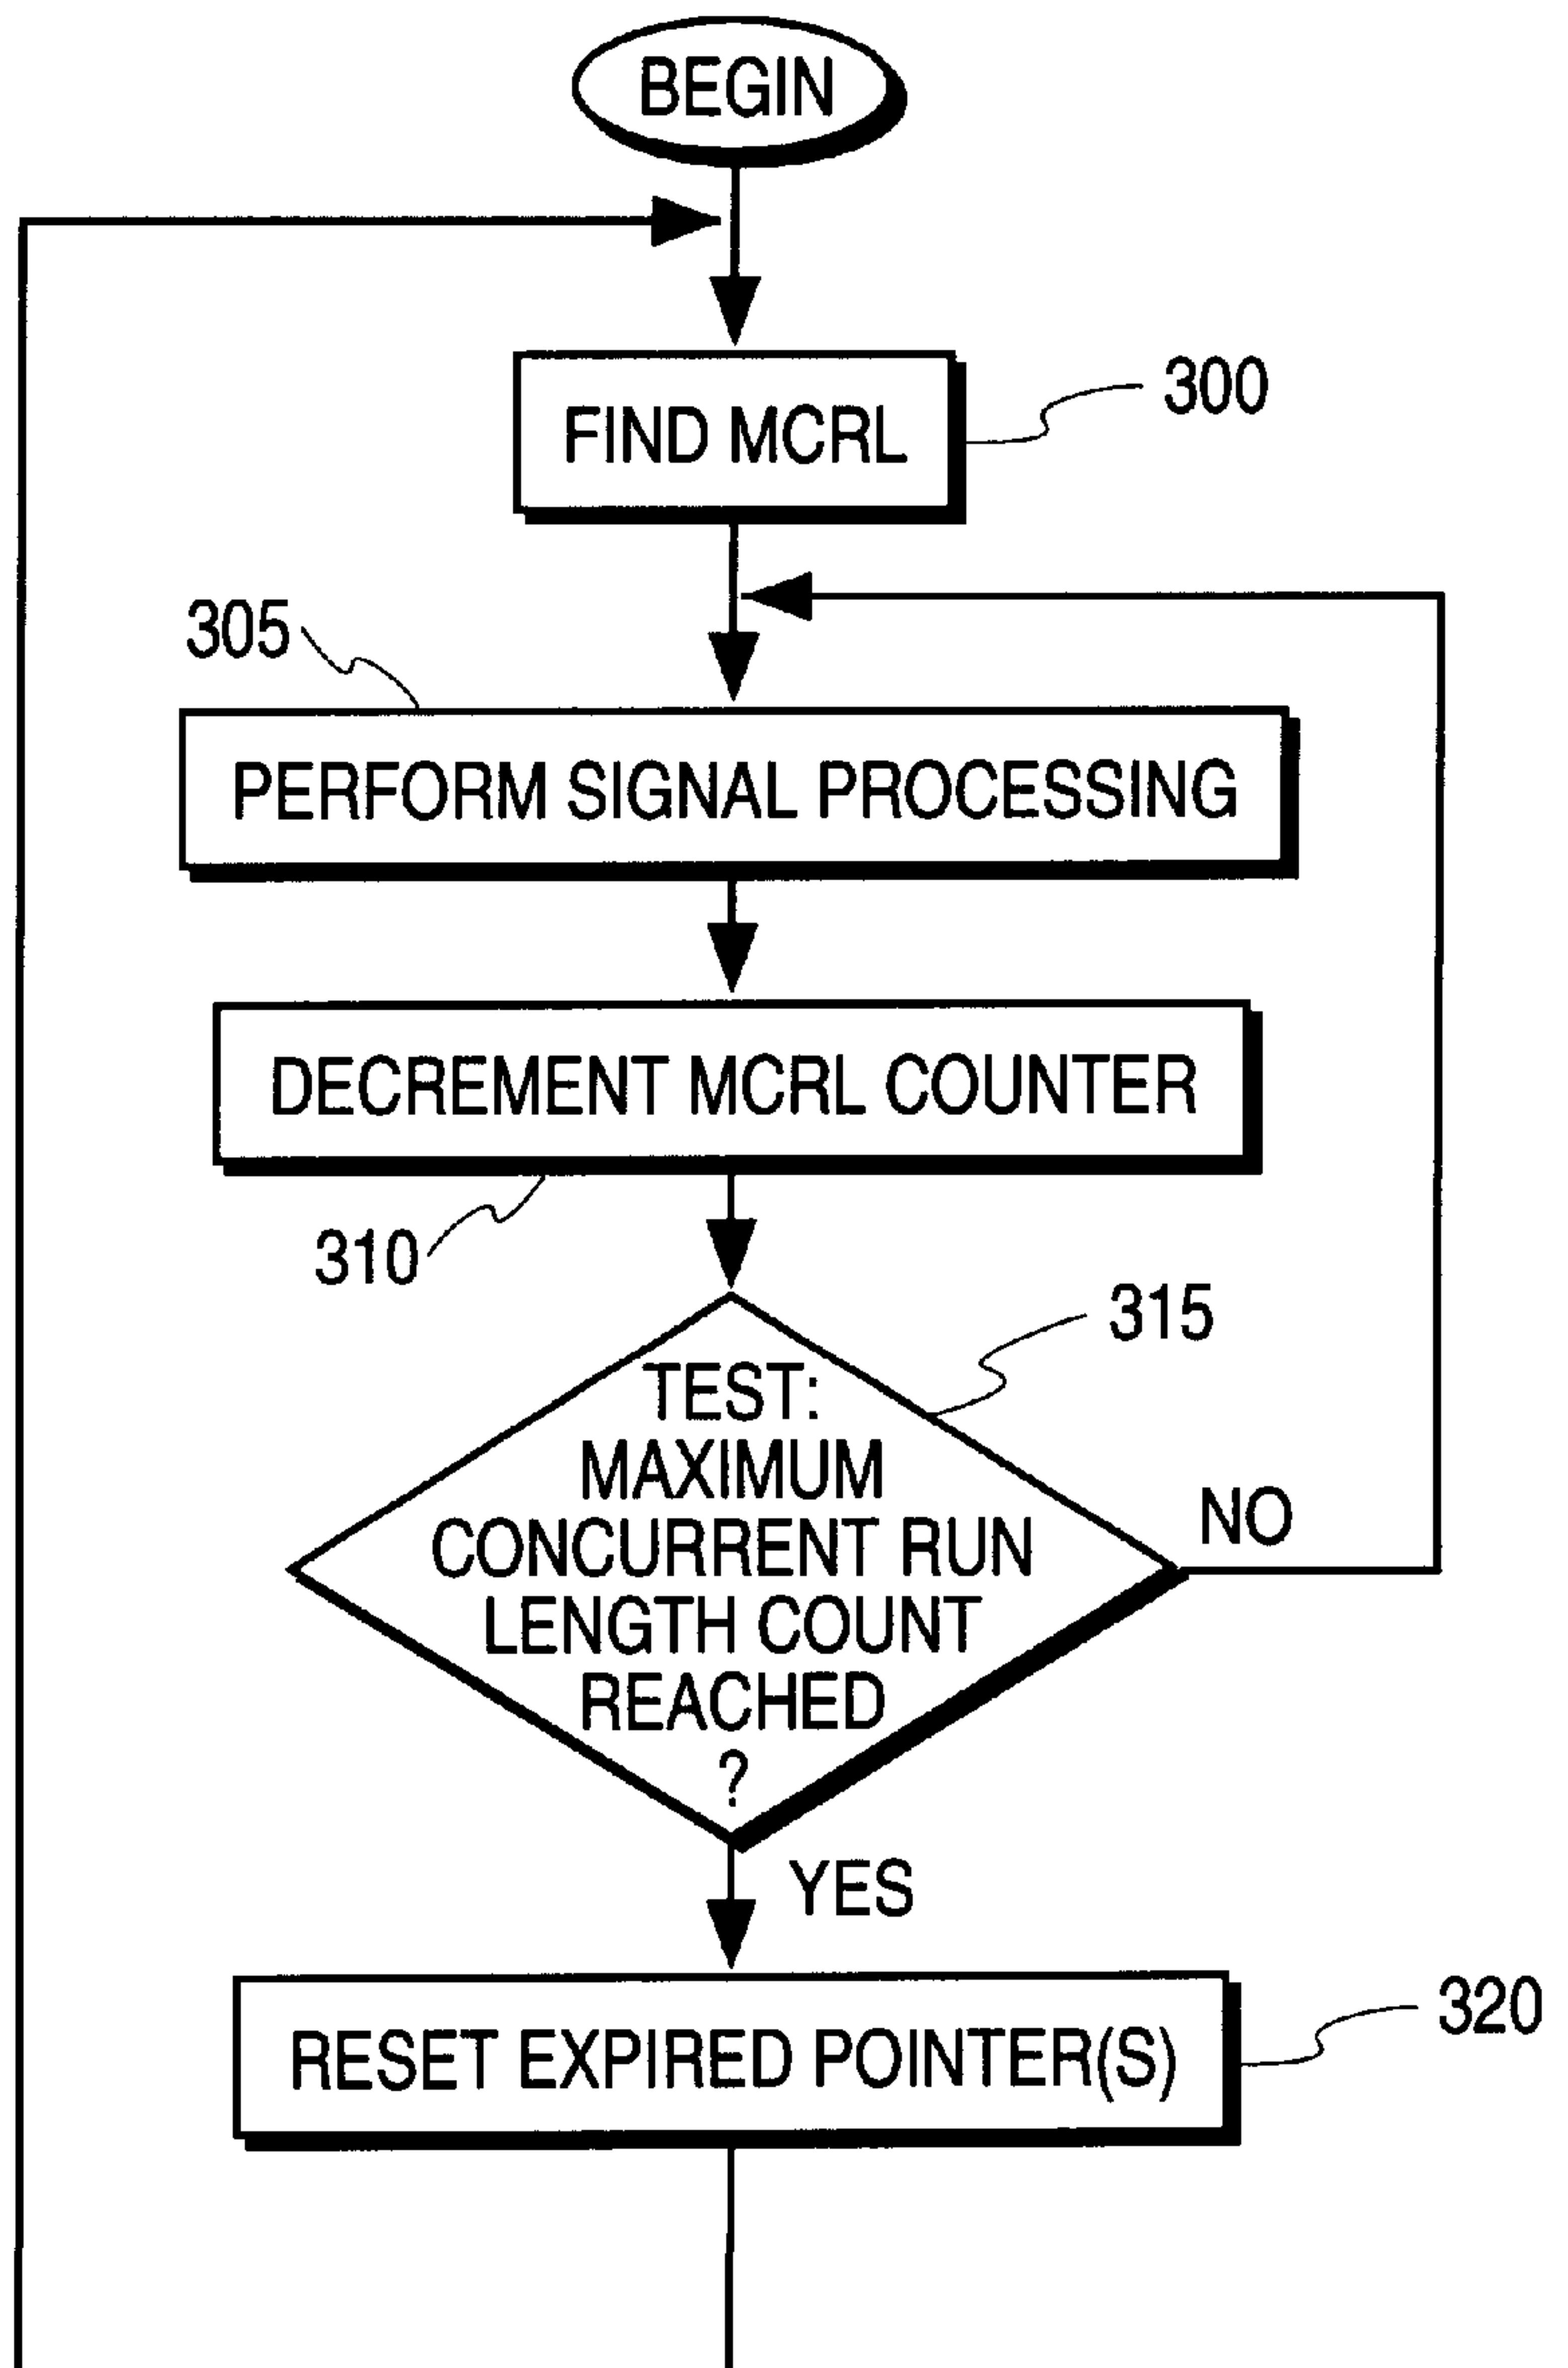 BEGIN
FIND MCRL
300
305
PERFORM SIGNAL PROCESSING
DECREMENT MCRL COUNTER
310
315
TEST:
MAXIMUM
CONCURRENT RUN
LENGTH COUNT
REACHED
?
NO
YES
RESET EXPIRED POINTER(S)
320